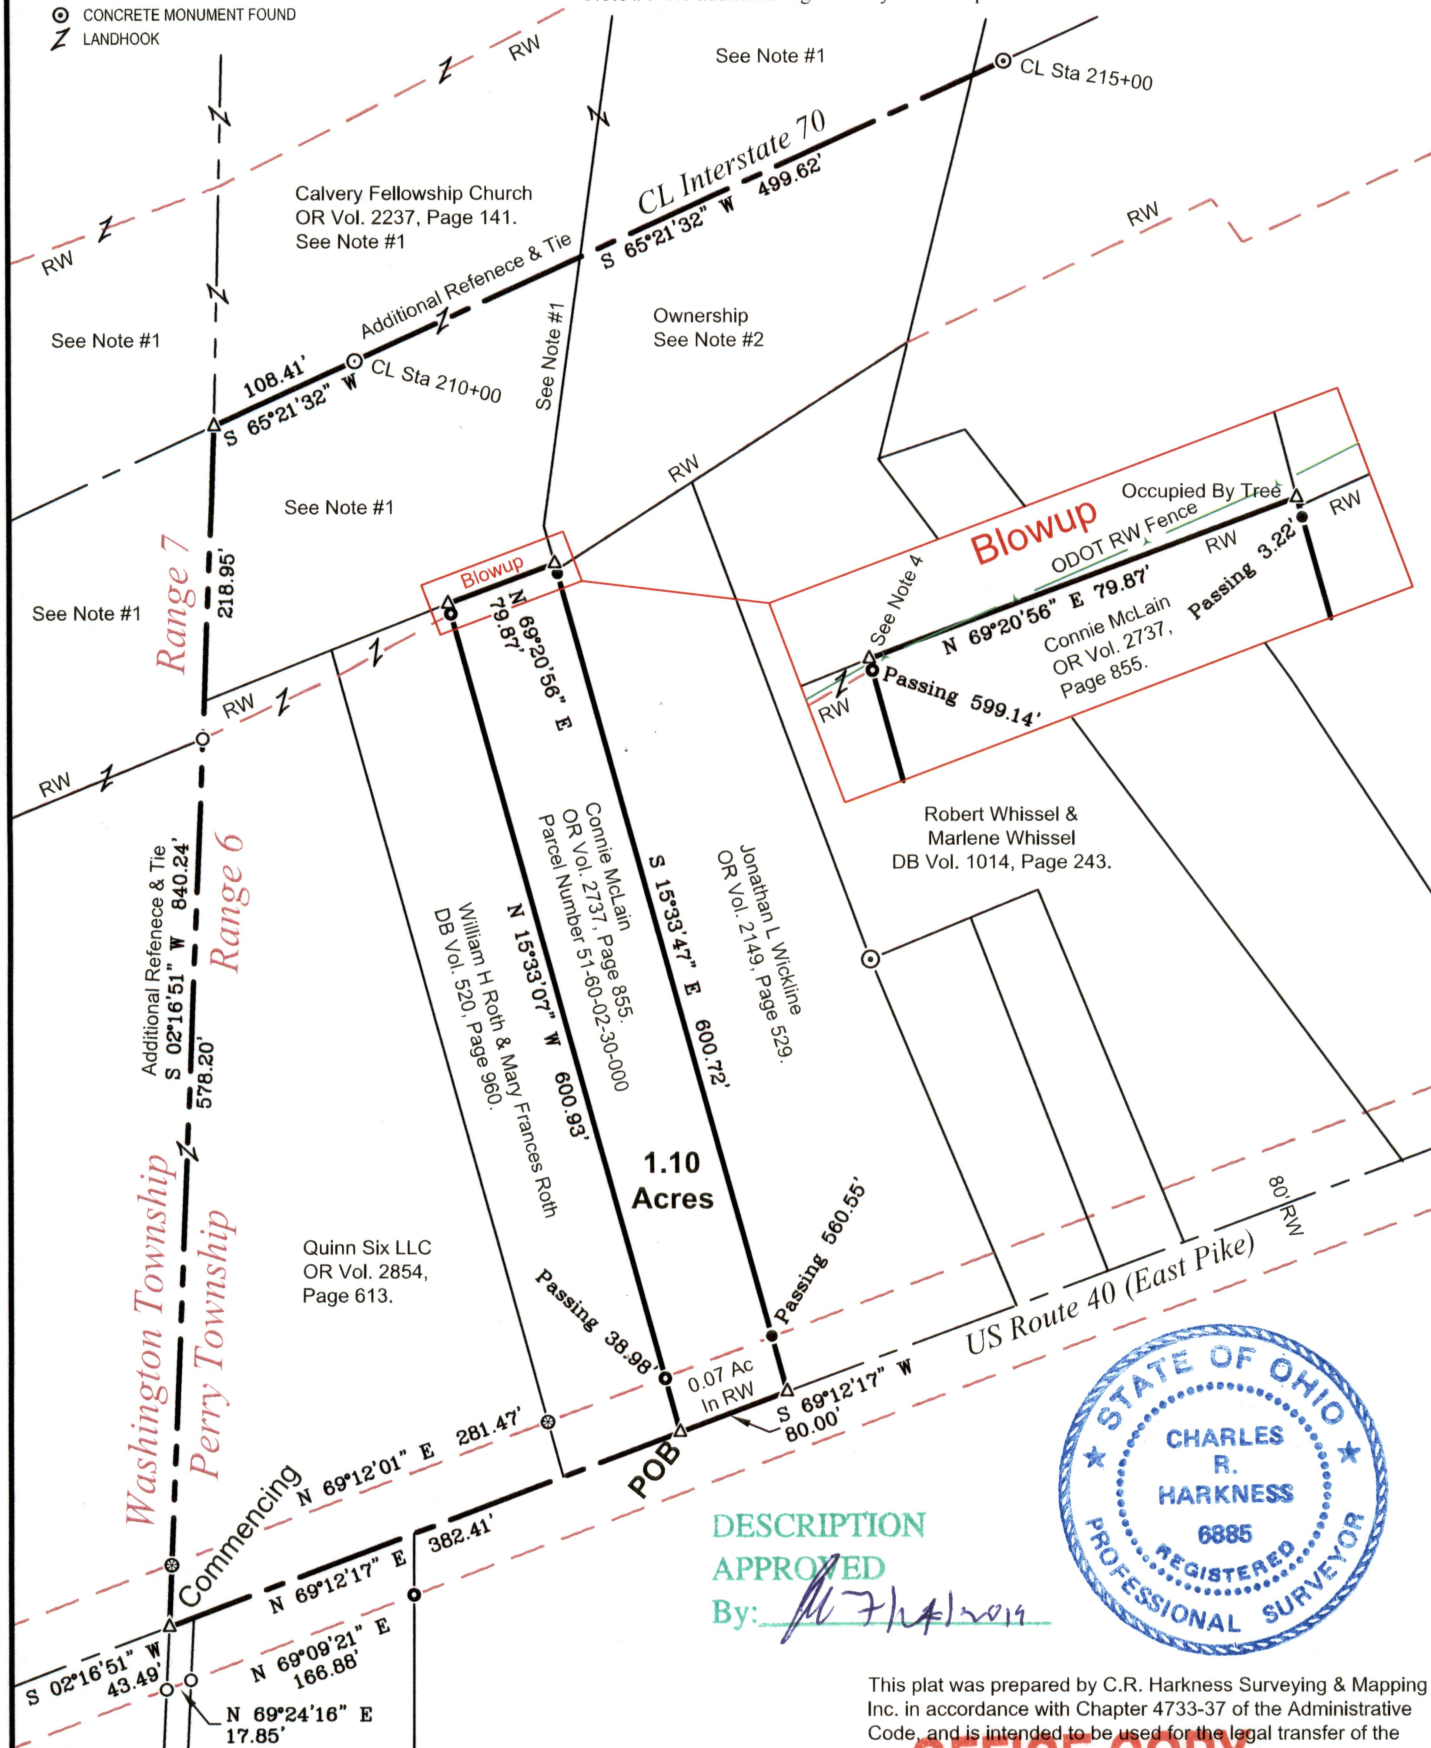 CONCRETE MONUMENT FOUND
LANDHOOK
RW
See Note #1
CL Sta 215+00
CL Interstate 70
S 65°21'32" W 499.62'
Calvery Fellowship Church
OR Vol. 2237, Page 141.
See Note #1
RW
RW
Additional Refenece & Tie
See Note #1
Ownership
See Note #2
See Note #1
108.41'
S 65°21'32" W
CL Sta 210+00
See Note #1
RW
See Note #1
Range 7
218.95'
Blowup
N 69°20'56" E
79.87'
Blowup
Occupied By Tree
ODOT RW Fence
RW
RW
See Note 4
N 69°20'56" E 79.87'
Passing 3.22'
Connie McLain
OR Vol. 2737,
Page 855.
Passing 599.14'
RW
RW
RW
Range 6
Additional Refenece & Tie
S 02°16'51" W 840.24'
578.20'
William H Roth & Mary Frances Roth
DB Vol. 520, Page 960.
N 15°33'07" W 600.93'
Connie McLain
OR Vol. 2737, Page 855.
Parcel Number 51-60-02-30-000
S 15°33'47" E 600.72'
Jonathan L Wickline
OR Vol. 2149, Page 529.
Robert Whissel &
Marlene Whissel
DB Vol. 1014, Page 243.
1.10
Acres
Washington Township
Perry Township
Quinn Six LLC
OR Vol. 2854,
Page 613.
Passing 38.98'
Passing 560.55'
0.07 Ac
In RW
S 69°12'17" W
80.00'
80' RW
US Route 40 (East Pike)
N 69°12'01" E 281.47'
POB
Commencing
N 69°12'17" E 382.41'
S 02°16'51" W
43.49'
N 69°09'21" E
166.88'
N 69°24'16" E
17.85'
DESCRIPTION
APPROVED
By: 7/24/2019
STATE OF OHIO
CHARLES
R.
HARKNESS
6885
REGISTERED
PROFESSIONAL SURVEYOR
This plat was prepared by C.R. Harkness Surveying & Mapping
Inc. in accordance with Chapter 4733-37 of the Administrative
Code, and is intended to be used for the legal transfer of the
OFFICE COPY